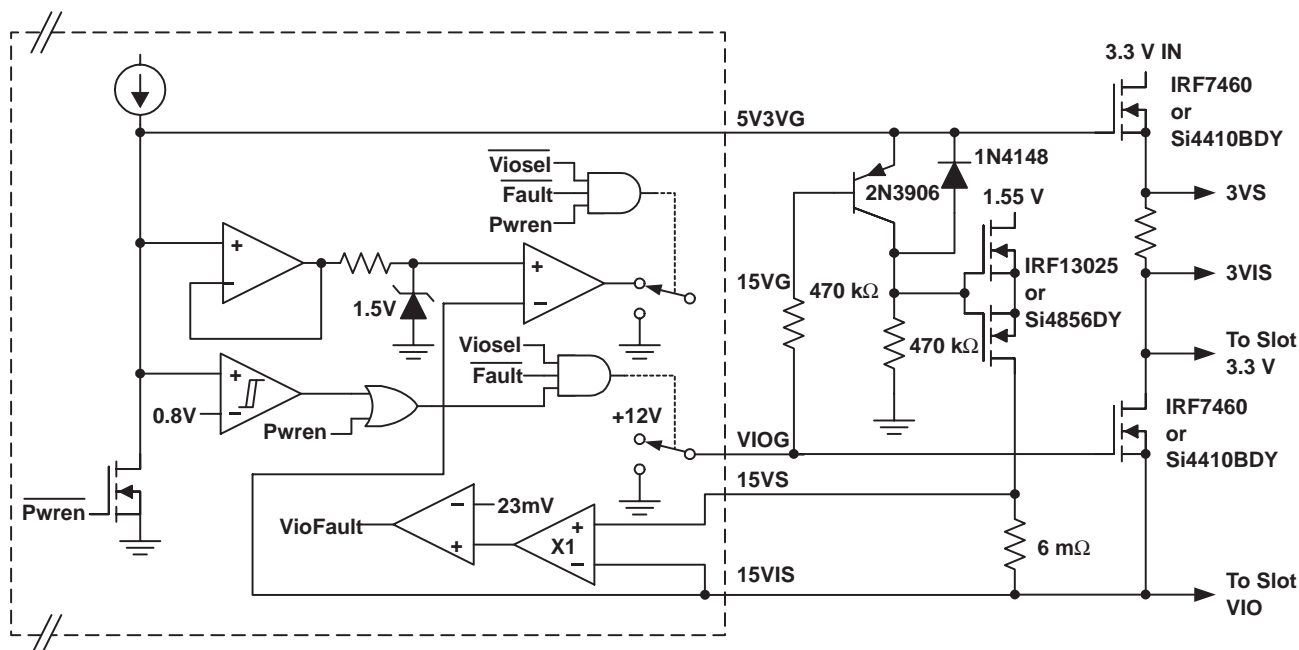 3.3 V IN
IRF7460
or
Si4410BDY
5V3VG
Viosel
Fault
Pwren
1N4148
2N3906
1.55 V
3VS
+
−
1.5V
+
−
15VG
470 kΩ
IRF13025
or
Si4856DY
3VIS
Viosel
Fault
470 kΩ
To Slot
3.3 V
+
−
0.8V
Pwren
+12V
VIOG
IRF7460
or
Si4410BDY
Pwren
15VS
VioFault
−
+
23mV
X1
+
−
6 mΩ
15VIS
To Slot
VIO